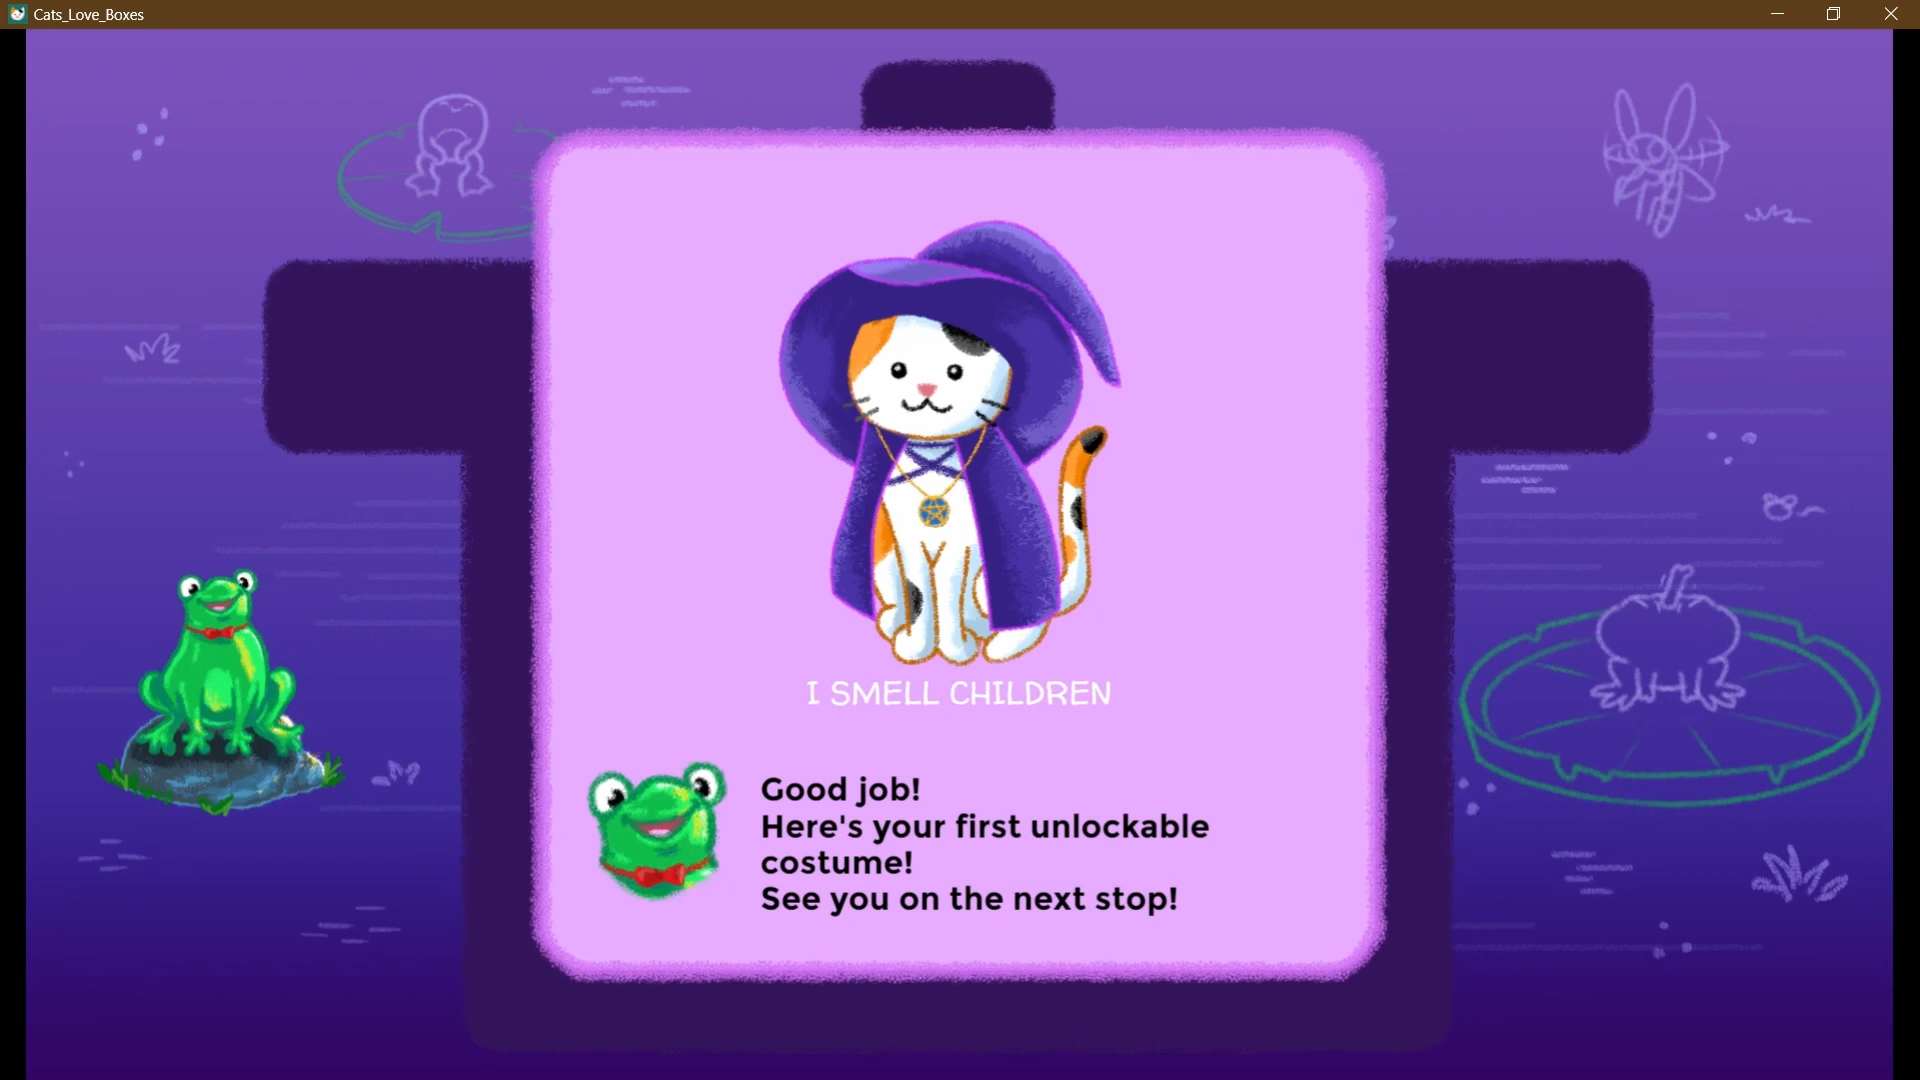 Cats_Love_Boxes
I SMELL CHILDREN
Good job!
Here's your first unlockable
costume!
See you on the next stop!